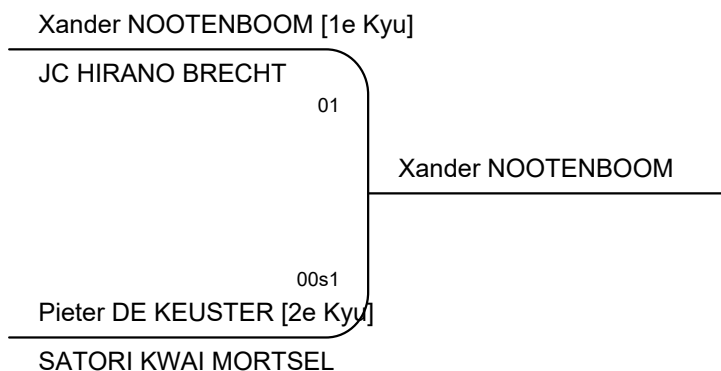 Xander NOOTENBOOM [1e Kyu]
JC HIRANO BRECHT
01
Xander NOOTENBOOM
00s1
Pieter DE KEUSTER [2e Kyu]
SATORI KWAI MORTSEL